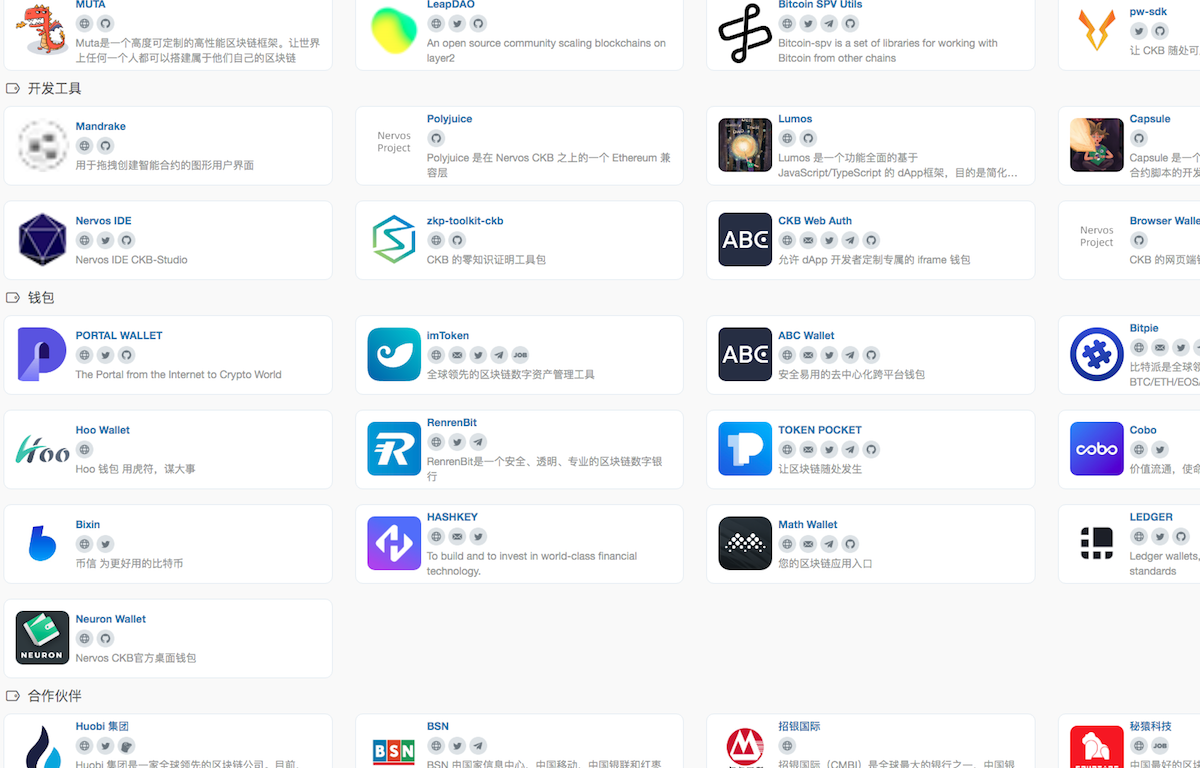 MUTA
Muta是一个高度可定制的高性能区块链框架。让世界
上任何一个人都可以搭建属于他们自己的区块链
LeapDAO
An open source community scaling blockchains on
layer2
Bitcoin SPV Utils
Bitcoin-spv is a set of libraries for working with
Bitcoin from other chains
pw-sdk
让 CKB 随处可
开发工具
Mandrake
用于拖拽创建智能合约的图形用户界面
Nervos
Project
Polyjuice
Polyjuice 是在 Nervos CKB 之上的一个 Ethereum 兼
容层
Lumos
Lumos 是一个功能全面的基于
JavaScript/TypeScript 的 dApp框架，目的是简化...
Capsule
Capsule 是一
合约脚本的开发
Nervos IDE
Nervos IDE CKB-Studio
zkp-toolkit-ckb
CKB 的零知识证明工具包
ABC
CKB Web Auth
允许 dApp 开发者定制专属的 iframe 钱包
Nervos
Project
Browser Walle
CKB 的网页端钱
钱包
PORTAL WALLET
The Portal from the Internet to Crypto World
imToken
JOB
全球领先的区块链数字资产管理工具
ABC
ABC Wallet
安全易用的去中心化跨平台钱包
Bitpie
比特派是全球领
BTC/ETH/EOS/
Hoo
Hoo Wallet
Hoo 钱包 用虎符，谋大事
RenrenBit
RenrenBit是一个安全、透明、专业的区块链数字银
行
TOKEN POCKET
让区块链随处发生
cobo
Cobo
价值流通，使命
Bixin
币信 为更好用的比特币
HASHKEY
To build and to invest in world-class financial
technology.
Math Wallet
您的区块链应用入口
LEDGER
Ledger wallets,
standards
NEURON
Neuron Wallet
Nervos CKB官方桌面钱包
合作伙伴
Huobi 集团
Huobi 集团是一家全球领先的区块链公司。目前,
BSN
BSN
BSN 由国家信息中心、中国移动、中国银联和红枣
招银国际
招银国际（CMBI）是全球最大的银行之一，中国银
秘猿科技
JOB
中国最好的区